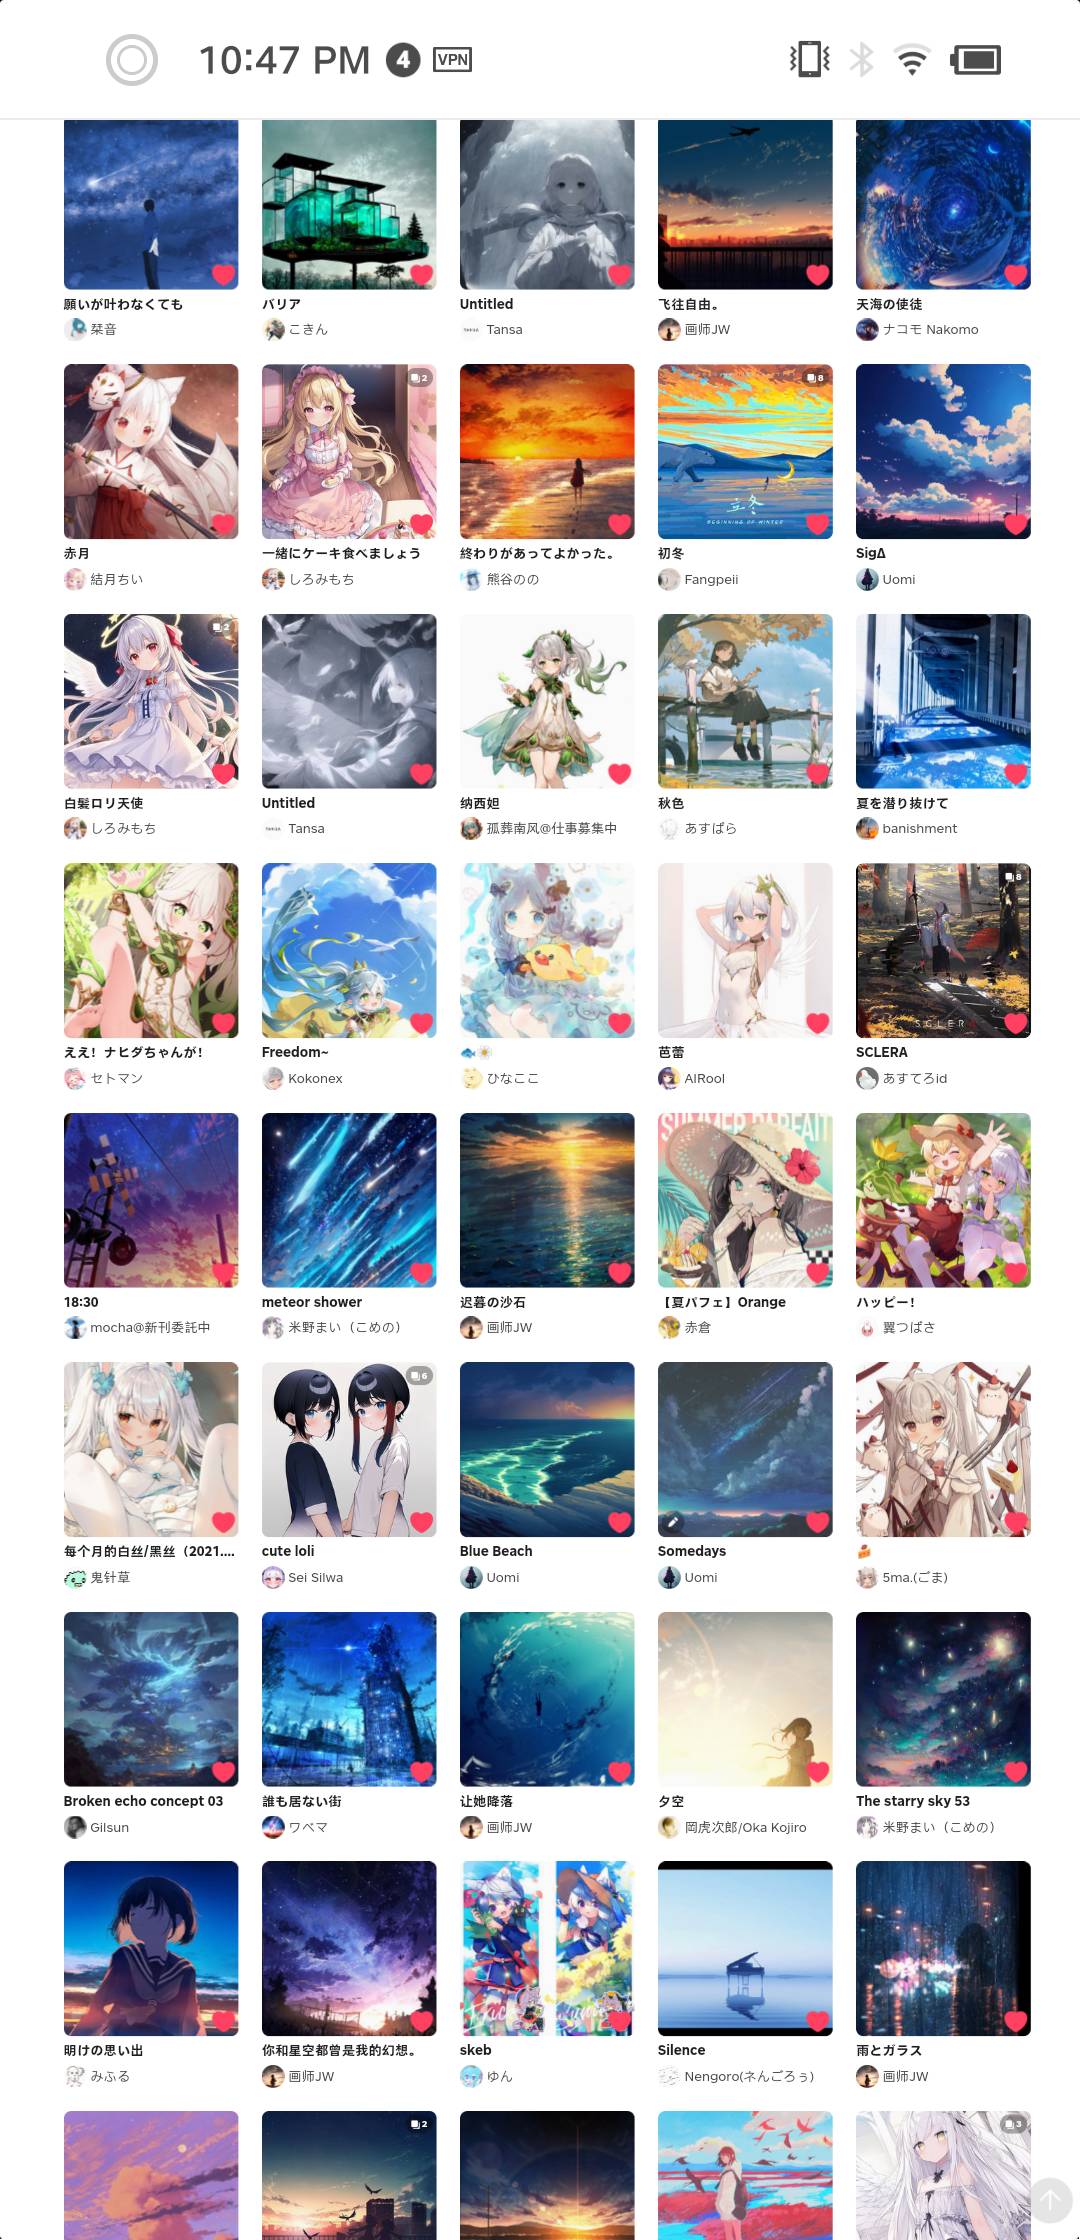 10:47 PM 4 VPN
願いが叶わなくても
バリア
Untitled
飞往自由。
天海の使徒
栞音
こきん
Tansa
画师JW
ナコモ Nakomo
2
8
立冬
BEGINNING OF WINTER
赤月
一緒にケーキ食べましょう
終わりがあってよかった。
初冬
SigΔ
結月ちい
しろみもち
熊谷のの
Fangpeii
Uomi
2
白髪ロリ天使
Untitled
纳西妲
秋色
夏を潜り抜けて
しろみもち
Tansa
孤葬南风@仕事募集中
あすぱら
banishment
8
SCLERA
ええ！ナヒダちゃんが！
Freedom~
🐟🌼
芭蕾
SCLERA
セトマン
Kokonex
ひなここ
AlRool
あすてろid
SUMMER PARFAIT
18:30
meteor shower
迟暮の沙石
【夏パフェ】Orange
ハッピー！
mocha@新刊委託中
米野まい（こめの）
画师JW
赤倉
翼つばさ
6
每个月的白丝/黑丝（2021....
cute loli
Blue Beach
Somedays
🍰
鬼针草
Sei Silwa
Uomi
Uomi
5ma.(ごま)
Broken echo concept 03
誰も居ない街
让她降落
夕空
The starry sky 53
Gilsun
ワベマ
画师JW
岡虎次郎/Oka Kojiro
米野まい（こめの）
明けの思い出
你和星空都曾是我的幻想。
skeb
Silence
雨とガラス
みふる
画师JW
ゆん
Nengoro(ネんごろぅ)
画师JW
2
3